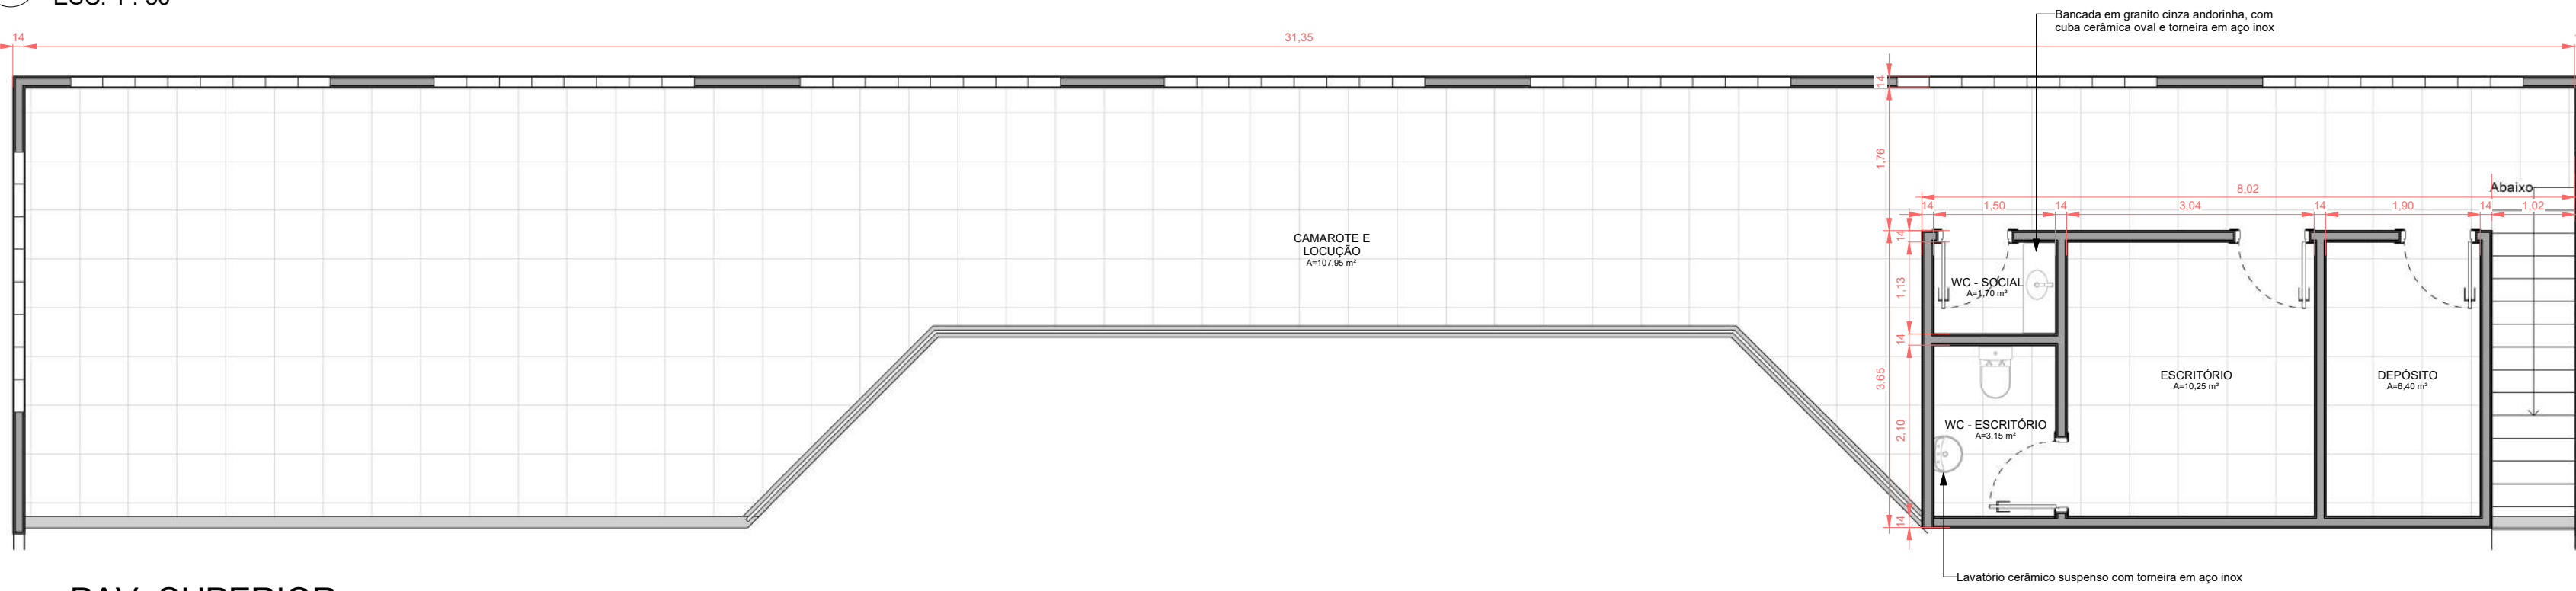 Bancada em granito cinza andorinha, com
cuba cerâmica oval e torneira em aço inox
14
31,35
14
1,76
Abaixo
8,02
14
1,50
14
3,04
14
1,90
14
1,02
14
CAMAROTE E
LOCUÇÃO
A=107,95 m²
1,13
WC - SOCIAL
A=1,70 m²
14
3,65
ESCRITÓRIO
A=10,25 m²
DEPÓSITO
A=6,40 m²
2,10
WC - ESCRITÓRIO
A=3,15 m²
14
Lavatório cerâmico suspenso com torneira em aço inox